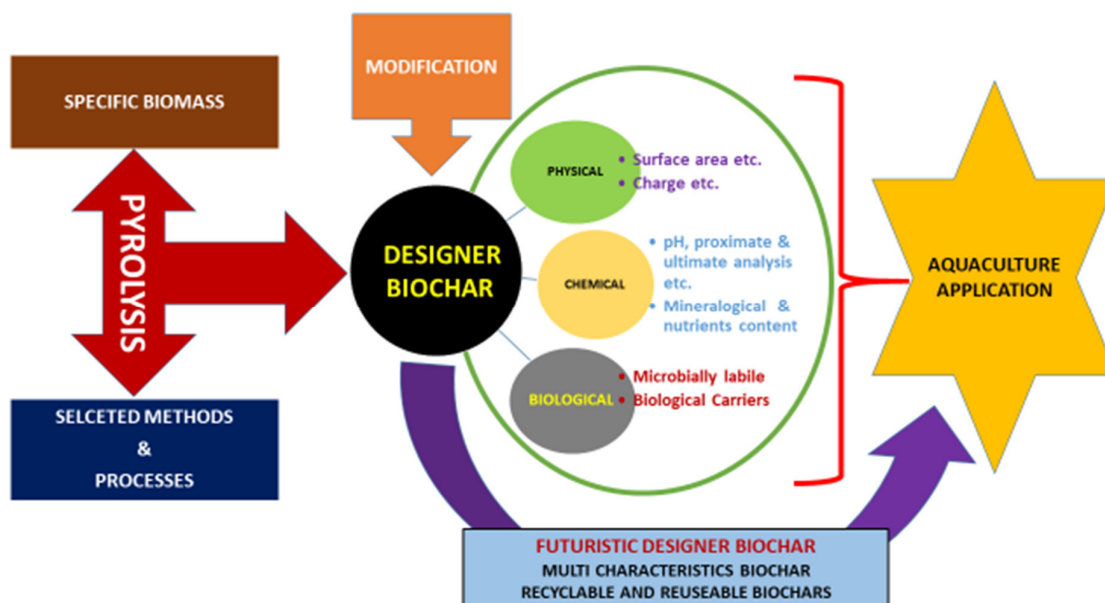 SPECIFIC BIOMASS
PYROLYSIS
SELCETED METHODS
&
PROCESSES
MODIFICATION
DESIGNER
BIOCHAR
PHYSICAL
• Surface area etc.
• Charge etc.
CHEMICAL
• pH, proximate &
ultimate analysis
etc.
• Mineralogical &
nutrients content
BIOLOGICAL
• Microbially labile
• Biological Carriers
AQUACULTURE
APPLICATION
FUTURISTIC DESIGNER BIOCHAR
MULTI CHARACTERISTICS BIOCHAR
RECYCLABLE AND REUSEABLE BIOCHARS